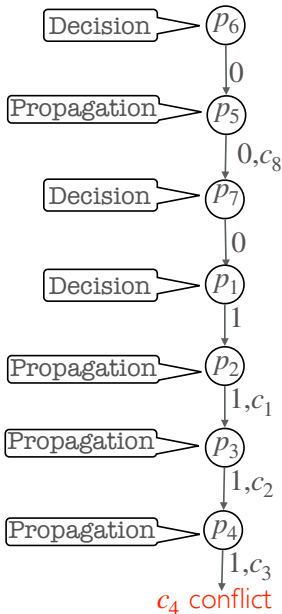 Decision p₆
0
Propagation p₅
0,c₈
Decision p₇
0
Decision p₁
1
Propagation p₂
1,c₁
Propagation p₃
1,c₂
Propagation p₄
1,c₃
c₄ conflict